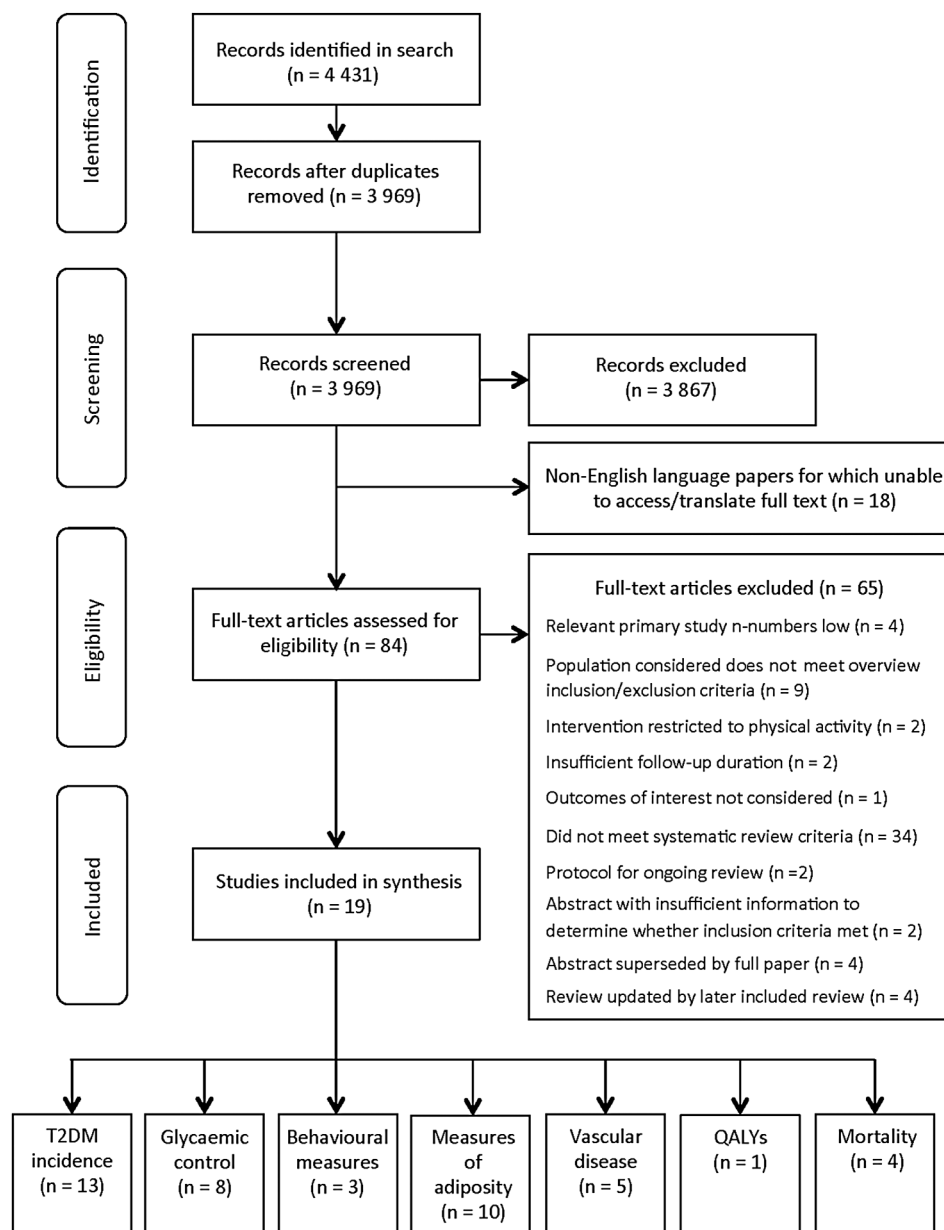 Identification
Records identified in search
(n = 4 431)
Records after duplicates
removed (n = 3 969)
Screening
Records screened
(n = 3 969)
Records excluded
(n = 3 867)
Non-English language papers for which unable
to access/translate full text (n = 18)
Eligibility
Full-text articles assessed for
eligibility (n = 84)
Full-text articles excluded (n = 65)
Relevant primary study n-numbers low (n = 4)
Population considered does not meet overview
inclusion/exclusion criteria (n = 9)
Intervention restricted to physical activity (n = 2)
Insufficient follow-up duration (n = 2)
Outcomes of interest not considered (n = 1)
Did not meet systematic review criteria (n = 34)
Protocol for ongoing review (n =2)
Abstract with insufficient information to
determine whether inclusion criteria met (n = 2)
Abstract superseded by full paper (n = 4)
Review updated by later included review (n = 4)
Included
Studies included in synthesis
(n = 19)
T2DM
incidence
(n = 13)
Glycaemic
control
(n = 8)
Behavioural
measures
(n = 3)
Measures
of
adiposity
(n = 10)
Vascular
disease
(n = 5)
QALYs
(n = 1)
Mortality
(n = 4)